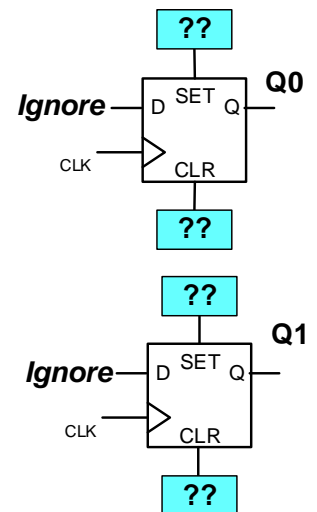 ??
SET Q0
Ignore D Q
CLK
CLR
??
??
SET Q1
Ignore D Q
CLK
CLR
??